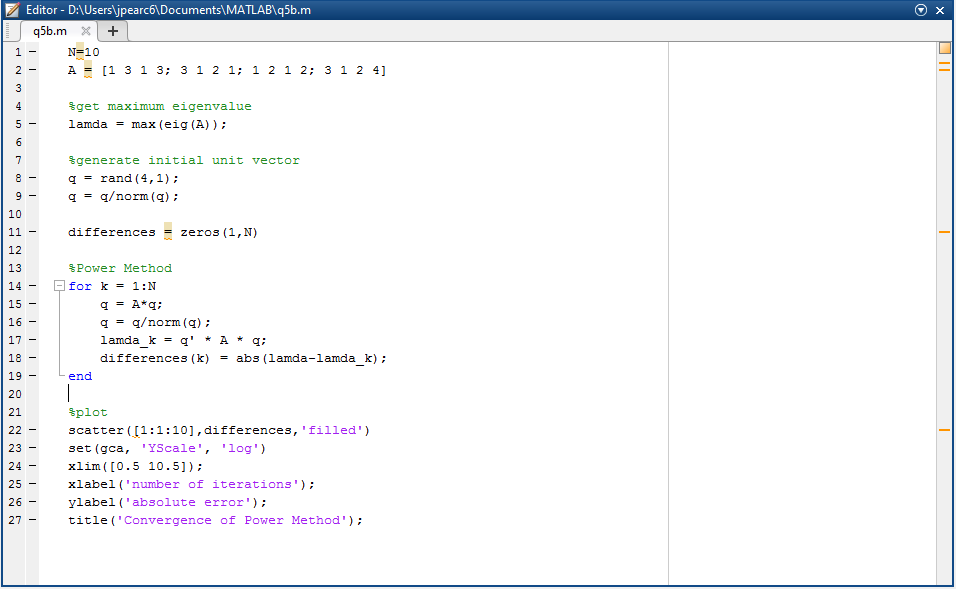 Editor - D:\Users\jpearc6\Documents\MATLAB\q5b.m
q5b.m
1 N=10
2 A = [1 3 1 3; 3 1 2 1; 1 2 1 2; 3 1 2 4]
3
4 %get maximum eigenvalue
5 lamda = max(eig(A));
6
7 %generate initial unit vector
8 q = rand(4,1);
9 q = q/norm(q);
10
11 differences = zeros(1,N)
12
13 %Power Method
14 for k = 1:N
15 q = A*q;
16 q = q/norm(q);
17 lamda_k = q' * A * q;
18 differences(k) = abs(lamda-lamda_k);
19 end
20
21 %plot
22 scatter([1:1:10],differences,'filled')
23 set(gca, 'YScale', 'log')
24 xlim([0.5 10.5]);
25 xlabel('number of iterations');
26 ylabel('absolute error');
27 title('Convergence of Power Method');